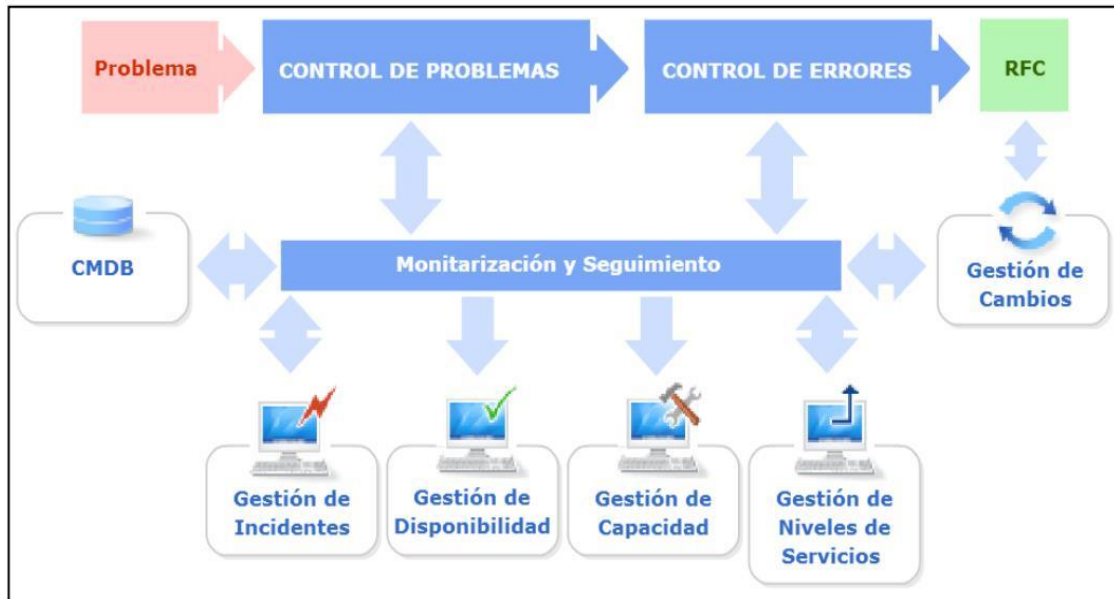 Problema
CONTROL DE PROBLEMAS
CONTROL DE ERRORES
RFC
CMDB
Monitarización y Seguimiento
Gestión de
Cambios
Gestión de
Incidentes
Gestión de
Disponibilidad
Gestión de
Capacidad
Gestión de
Niveles de
Servicios